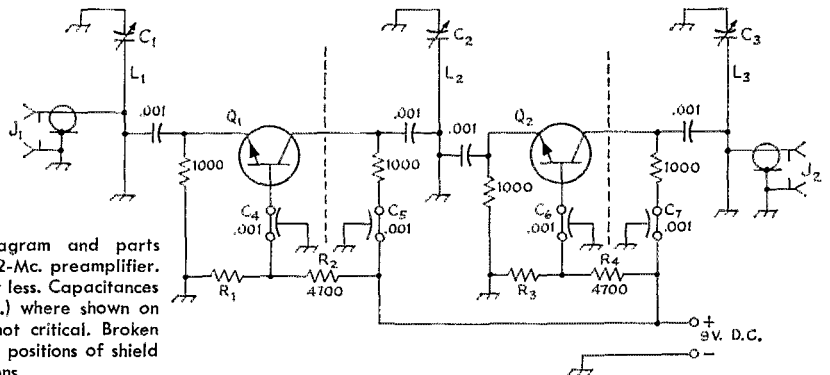 C1
C2
C3
L1
L2
L3
.001
Q1
.001
.001
Q2
.001
J1
1000
1000
1000
1000
J2
C4
.001
C5
.001
C6
.001
C7
.001
R1
R2
4700
R3
R4
4700
+
9V. D.C.
-
agram and parts
2-Mc. preamplifier.
r less. Capacitances
.) where shown on
not critical. Broken
positions of shield
ons.